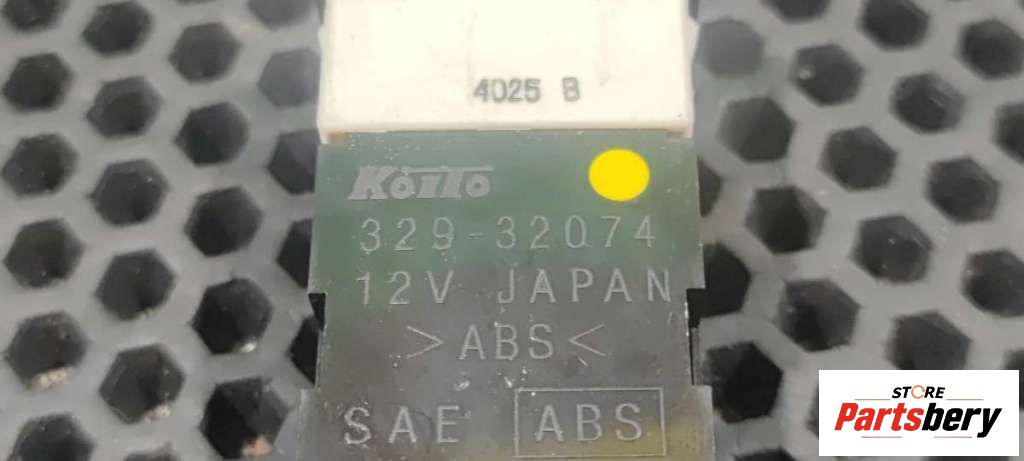 4025 B
KOITO
329-32074
12V JAPAN
>ABS<
SAE ABS
STORE
Partsbery